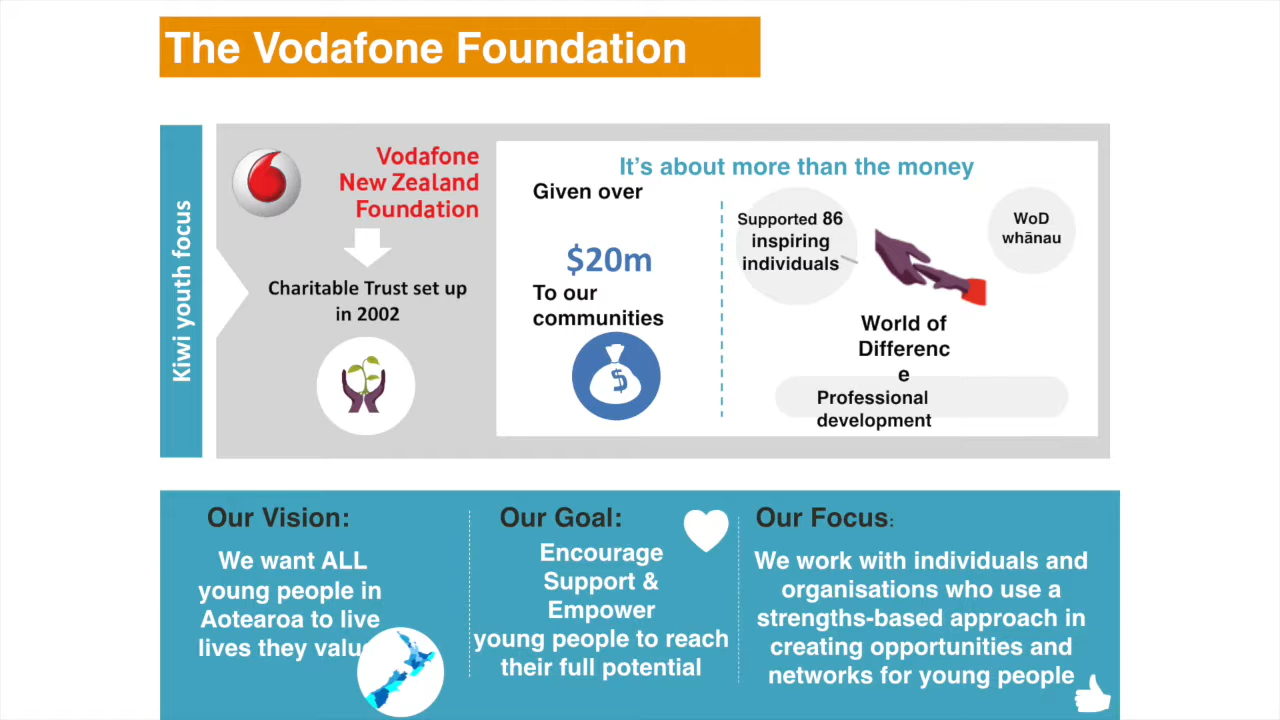 The Vodafone Foundation
Kiwi youth focus
Vodafone
New Zealand
Foundation
Charitable Trust set up
in 2002
It's about more than the money
Given over
$20m
To our
communities
$
Supported 86
inspiring
individuals
WoD
whānau
World of
Differenc
e
Professional
development
Our Vision:
We want ALL
young people in
Aotearoa to live
lives they valu
Our Goal:
Encourage
Support &
Empower
young people to reach
their full potential
Our Focus:
We work with individuals and
organisations who use a
strengths-based approach in
creating opportunities and
networks for young people